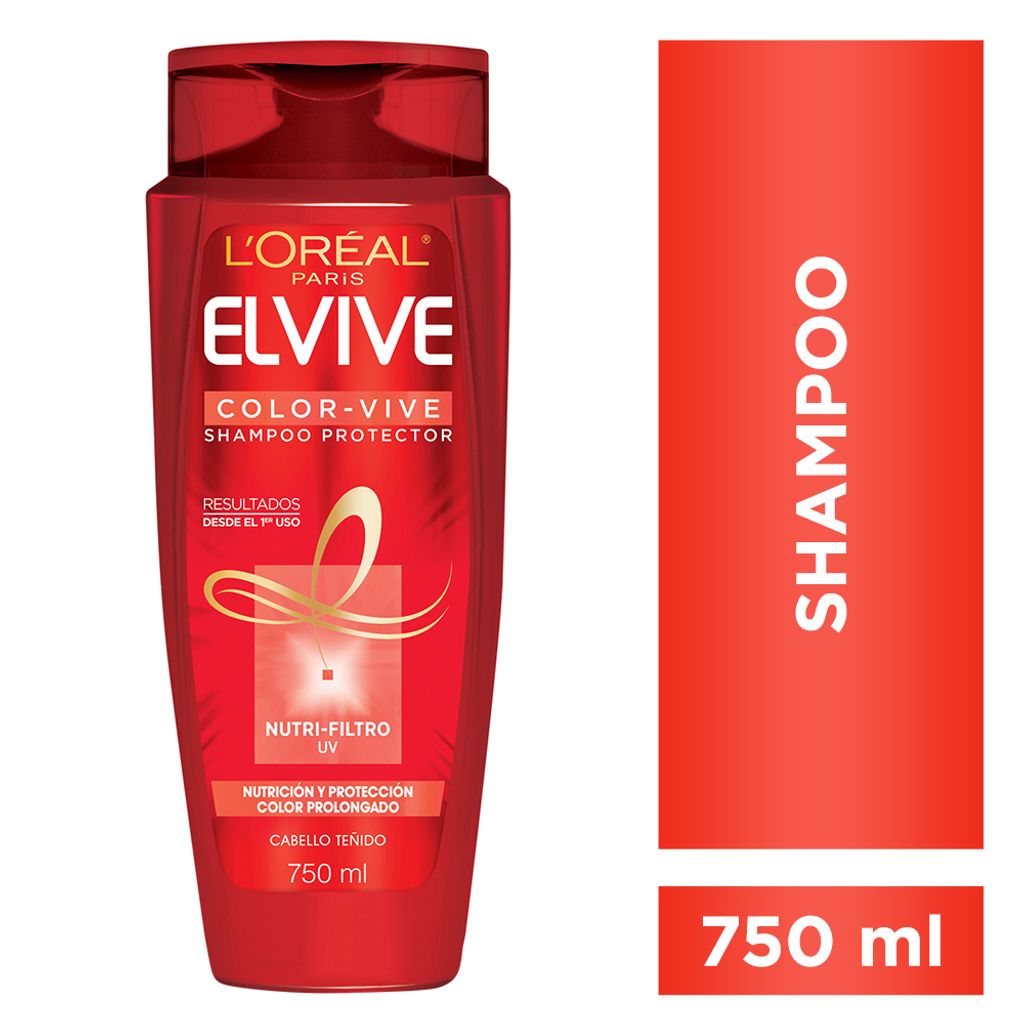 L'ORÉAL®
PARiS
ELVIVE
COLOR-VIVE
SHAMPOO PROTECTOR
RESULTADOS
DESDE EL 1ER USO
NUTRI-FILTRO
UV
NUTRICIÓN Y PROTECCIÓN
COLOR PROLONGADO
CABELLO TEÑIDO
750 ml
SHAMPOO
750 ml